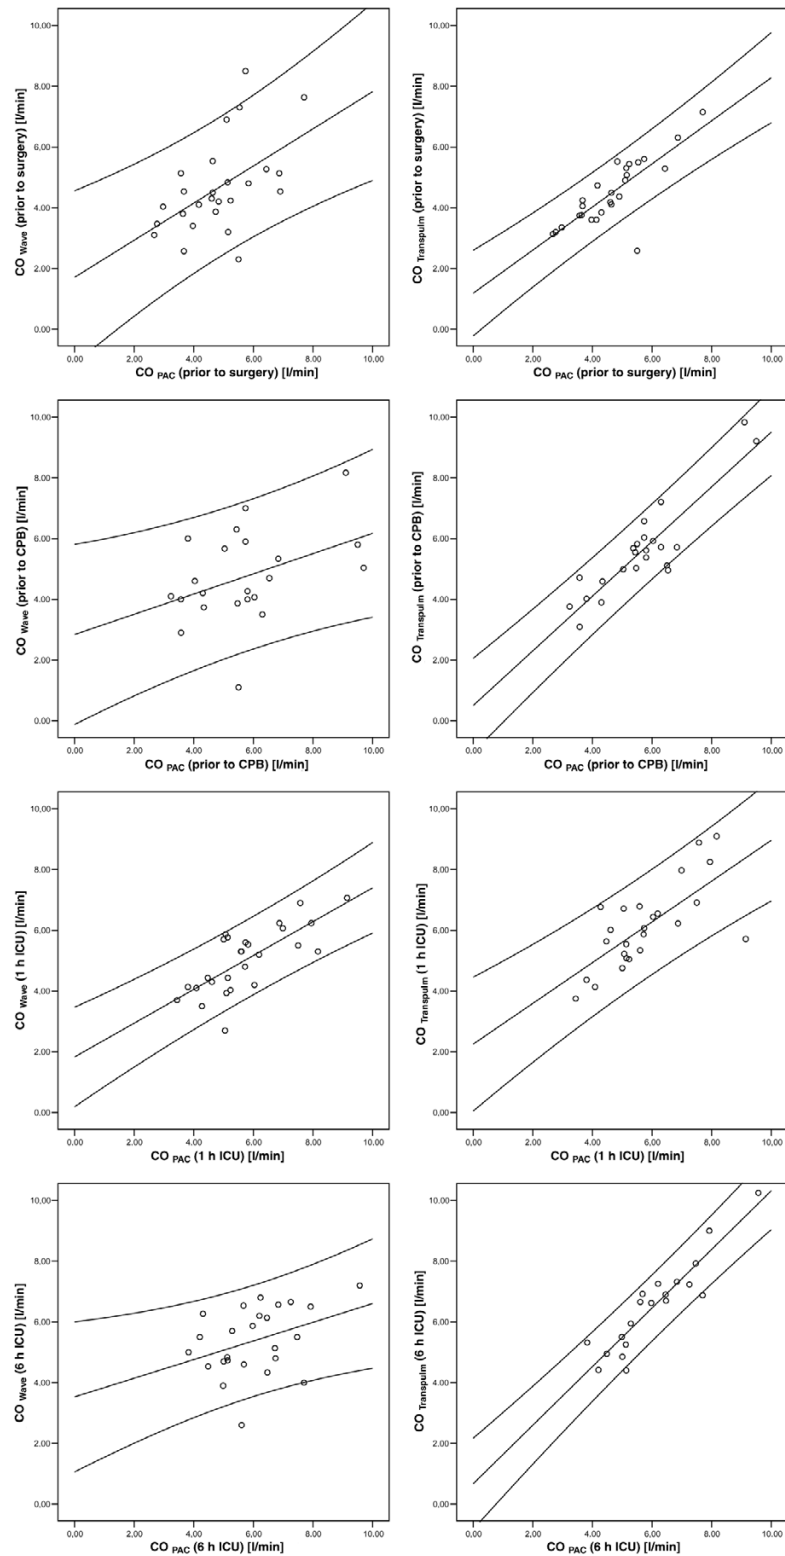 10,00
8,00
6,00
4,00
2,00
0,00
CO Wave (prior to surgery) [l/min]
0,00 2,00 4,00 6,00 8,00 10,00
CO PAC (prior to surgery) [l/min]
10,00
8,00
6,00
4,00
2,00
0,00
CO Transpulm (prior to surgery) [l/min]
0,00 2,00 4,00 6,00 8,00 10,00
CO PAC (prior to surgery) [l/min]
10,00
8,00
6,00
4,00
2,00
0,00
CO Wave (prior to CPB) [l/min]
0,00 2,00 4,00 6,00 8,00 10,00
CO PAC (prior to CPB) [l/min]
10,00
8,00
6,00
4,00
2,00
0,00
CO Transpulm (prior to CPB) [l/min]
0,00 2,00 4,00 6,00 8,00 10,00
CO PAC (prior to CPB) [l/min]
10,00
8,00
6,00
4,00
2,00
0,00
CO Wave (1 h ICU) [l/min]
0,00 2,00 4,00 6,00 8,00 10,00
CO PAC (1 h ICU) [l/min]
10,00
8,00
6,00
4,00
2,00
0,00
CO Transpulm (1 h ICU) [l/min]
0,00 2,00 4,00 6,00 8,00 10,00
CO PAC (1 h ICU) [l/min]
10,00
8,00
6,00
4,00
2,00
0,00
CO Wave (6 h ICU) [l/min]
0,00 2,00 4,00 6,00 8,00 10,00
CO PAC (6 h ICU) [l/min]
10,00
8,00
6,00
4,00
2,00
0,00
CO Transpulm (6 h ICU) [l/min]
0,00 2,00 4,00 6,00 8,00 10,00
CO PAC (6 h ICU) [l/min]